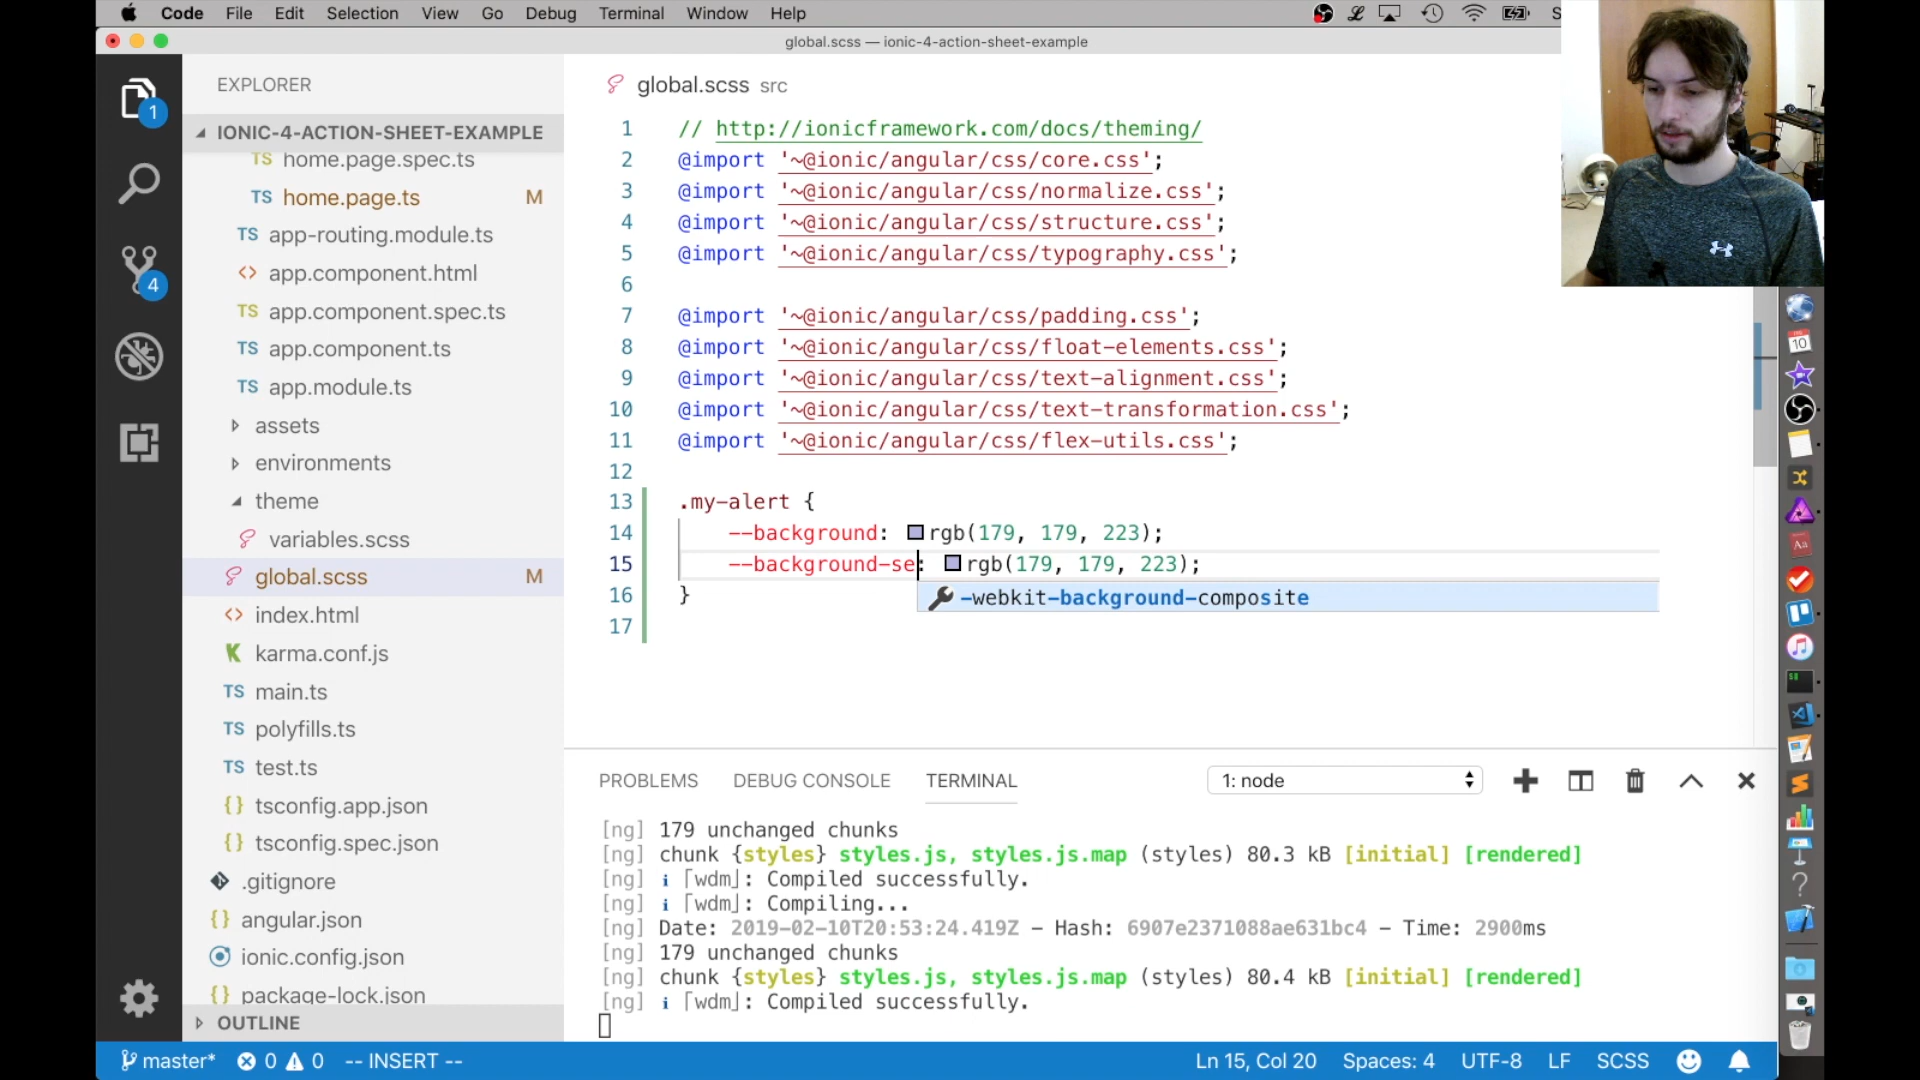 Code File Edit Selection View Go Debug Terminal Window Help
global.scss — ionic-4-action-sheet-example
EXPLORER
IONIC-4-ACTION-SHEET-EXAMPLE
TS home.page.spec.ts
TS home.page.ts M
TS app-routing.module.ts
<> app.component.html
TS app.component.spec.ts
TS app.component.ts
TS app.module.ts
assets
environments
theme
variables.scss
global.scss M
<> index.html
karma.conf.js
TS main.ts
TS polyfills.ts
TS test.ts
{} tsconfig.app.json
{} tsconfig.spec.json
.gitignore
{} angular.json
ionic.config.json
{} package-lock.json
OUTLINE
1
4
global.scss src
1 // http://ionicframework.com/docs/theming/
2 @import '~@ionic/angular/css/core.css';
3 @import '~@ionic/angular/css/normalize.css';
4 @import '~@ionic/angular/css/structure.css';
5 @import '~@ionic/angular/css/typography.css';
6
7 @import '~@ionic/angular/css/padding.css';
8 @import '~@ionic/angular/css/float-elements.css';
9 @import '~@ionic/angular/css/text-alignment.css';
10 @import '~@ionic/angular/css/text-transformation.css';
11 @import '~@ionic/angular/css/flex-utils.css';
12
13 .my-alert {
14 --background: rgb(179, 179, 223);
15 --background-se: rgb(179, 179, 223);
16 }
-webkit-background-composite
17
PROBLEMS DEBUG CONSOLE TERMINAL 1: node
[ng] 179 unchanged chunks
[ng] chunk {styles} styles.js, styles.js.map (styles) 80.3 kB [initial] [rendered]
[ng] ℹ ｢wdm｣: Compiled successfully.
[ng] ℹ ｢wdm｣: Compiling...
[ng] Date: 2019-02-10T20:53:24.419Z - Hash: 6907e2371088ae631bc4 - Time: 2900ms
[ng] 179 unchanged chunks
[ng] chunk {styles} styles.js, styles.js.map (styles) 80.4 kB [initial] [rendered]
[ng] ℹ ｢wdm｣: Compiled successfully.
master* 0 0 -- INSERT -- Ln 15, Col 20 Spaces: 4 UTF-8 LF SCSS
10
Aa